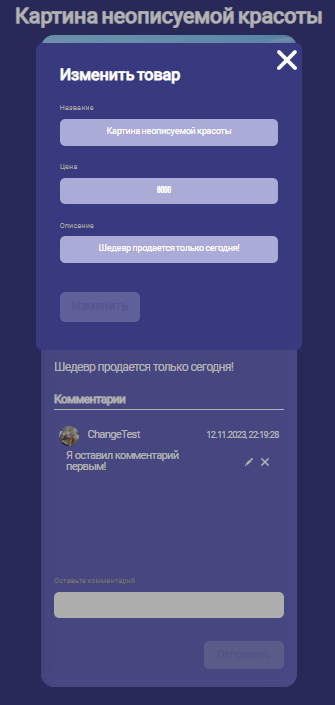 Картина неописуемой красоты
Изменить товар
Название
Картина неописуемой красоты
Цена
8000
Описание
Шедевр продается только сегодня!
Изменить
Шедевр продается только сегодня!
Комментарии
ChangeTest
12.11.2023, 22:19:28
Я оставил комментарий
первым!
Оставьте комментарий
Отправить